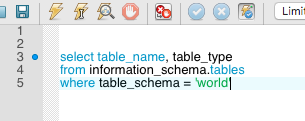 Limit
1
2
3 select table_name, table_type
4 from information_schema.tables
5 where table_schema = 'world'